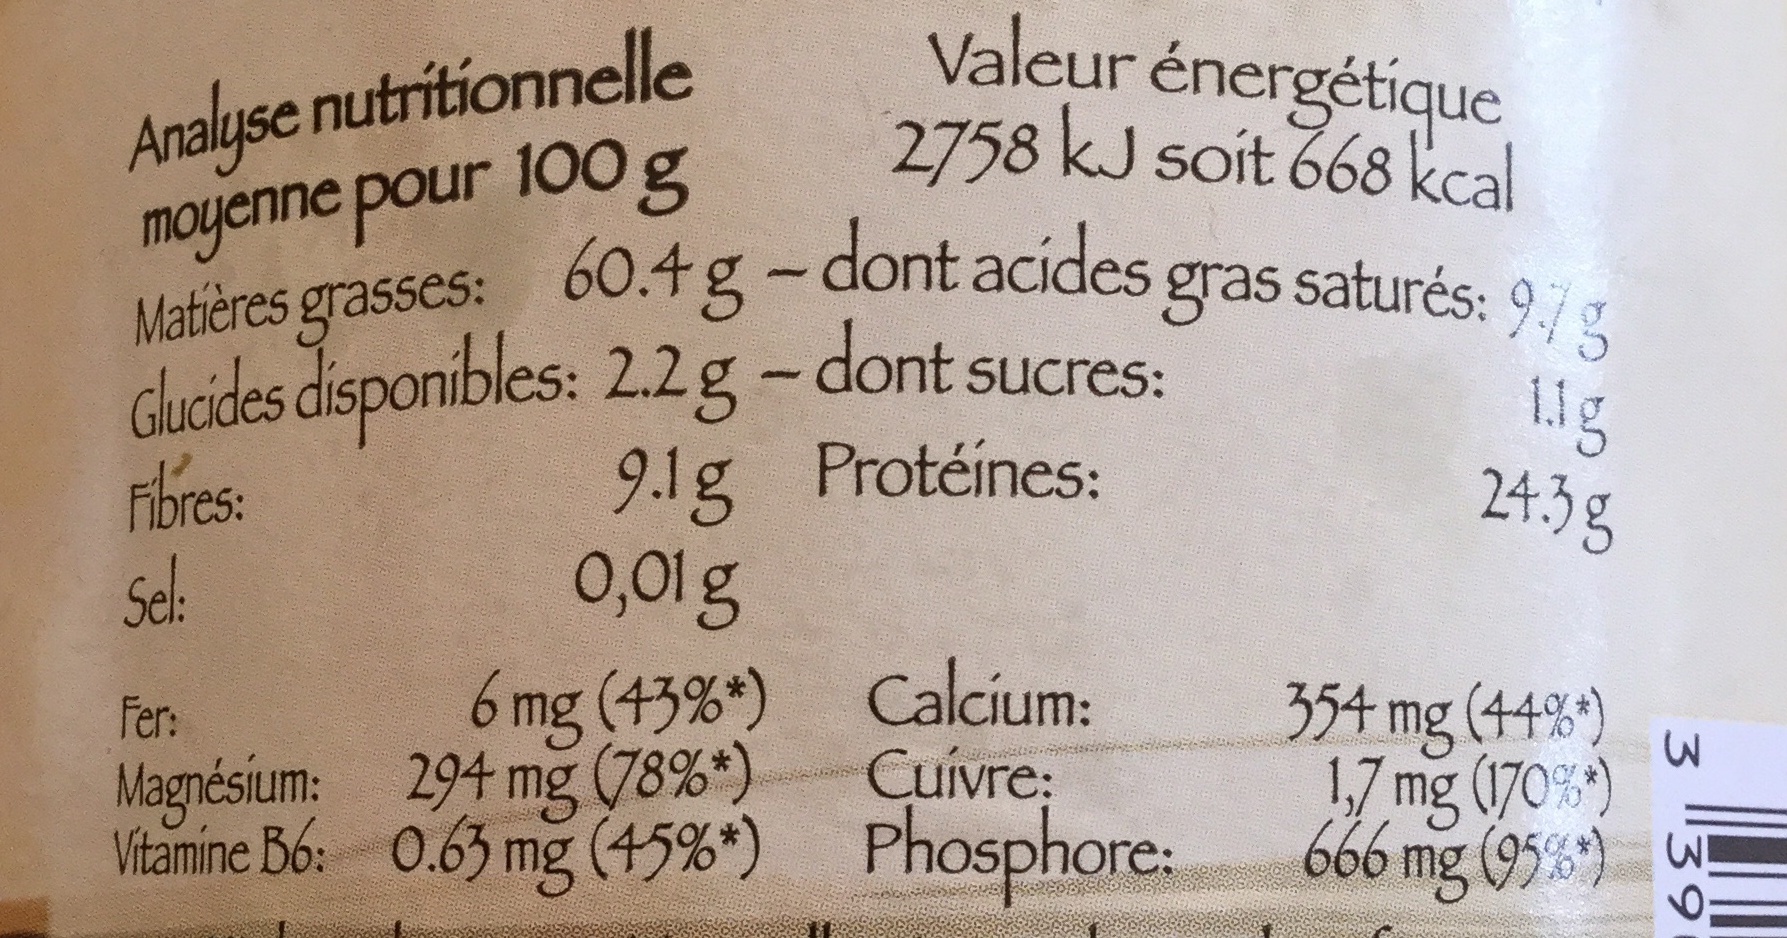 Analyse nutritionnelle
moyenne pour 100 g
Valeur énergétique
2758 kJ soit 668 kcal
Matières grasses: 60.4 g – dont acides gras saturés: 9.7 g
Glucides disponibles: 2.2 g – dont sucres: 1.1 g
Fibres: 9.1 g Protéines: 24.3 g
Sel: 0,01 g
Fer: 6 mg (43%*) Calcium: 354 mg (44%*)
Magnésium: 294 mg (78%*) Cuivre: 1,7 mg (170%*)
Vitamine B6: 0.63 mg (45%*) Phosphore: 666 mg (95%*)
3 39